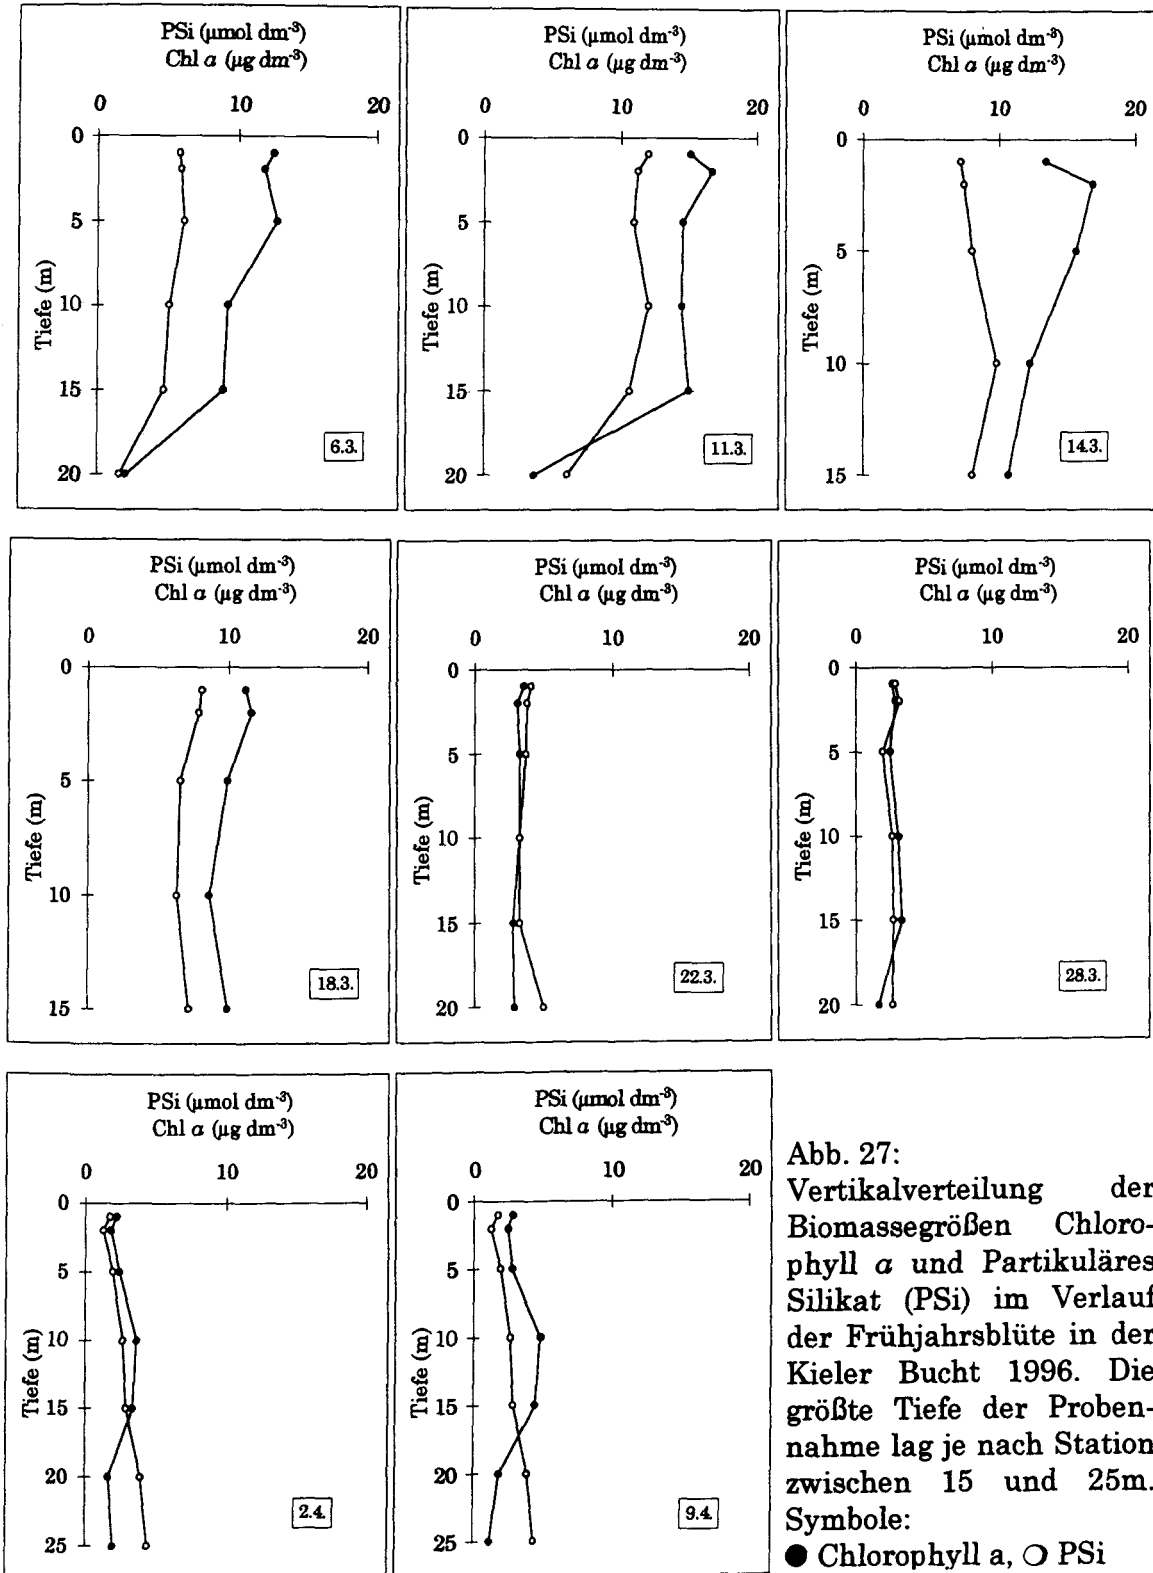 PSi (µmol dm⁻³)
Chl a (µg dm⁻³)
0 10 20
0
5
10
15
20
Tiefe (m)
6.3.
PSi (µmol dm⁻³)
Chl a (µg dm⁻³)
0 10 20
0
5
10
15
20
Tiefe (m)
11.3.
PSi (µmol dm⁻³)
Chl a (µg dm⁻³)
0 10 20
0
5
10
15
Tiefe (m)
14.3.
PSi (µmol dm⁻³)
Chl a (µg dm⁻³)
0 10 20
0
5
10
15
Tiefe (m)
18.3.
PSi (µmol dm⁻³)
Chl a (µg dm⁻³)
0 10 20
0
5
10
15
20
Tiefe (m)
22.3.
PSi (µmol dm⁻³)
Chl a (µg dm⁻³)
0 10 20
0
5
10
15
20
Tiefe (m)
28.3.
PSi (µmol dm⁻³)
Chl a (µg dm⁻³)
0 10 20
0
5
10
15
20
25
Tiefe (m)
2.4.
PSi (µmol dm⁻³)
Chl a (µg dm⁻³)
0 10 20
0
5
10
15
20
25
Tiefe (m)
9.4.
Abb. 27:
Vertikalverteilung der
Biomassegrößen Chloro-
phyll a und Partikuläres
Silikat (PSi) im Verlauf
der Frühjahrsblüte in der
Kieler Bucht 1996. Die
größte Tiefe der Proben-
nahme lag je nach Station
zwischen 15 und 25m.
Symbole:
● Chlorophyll a, ○ PSi